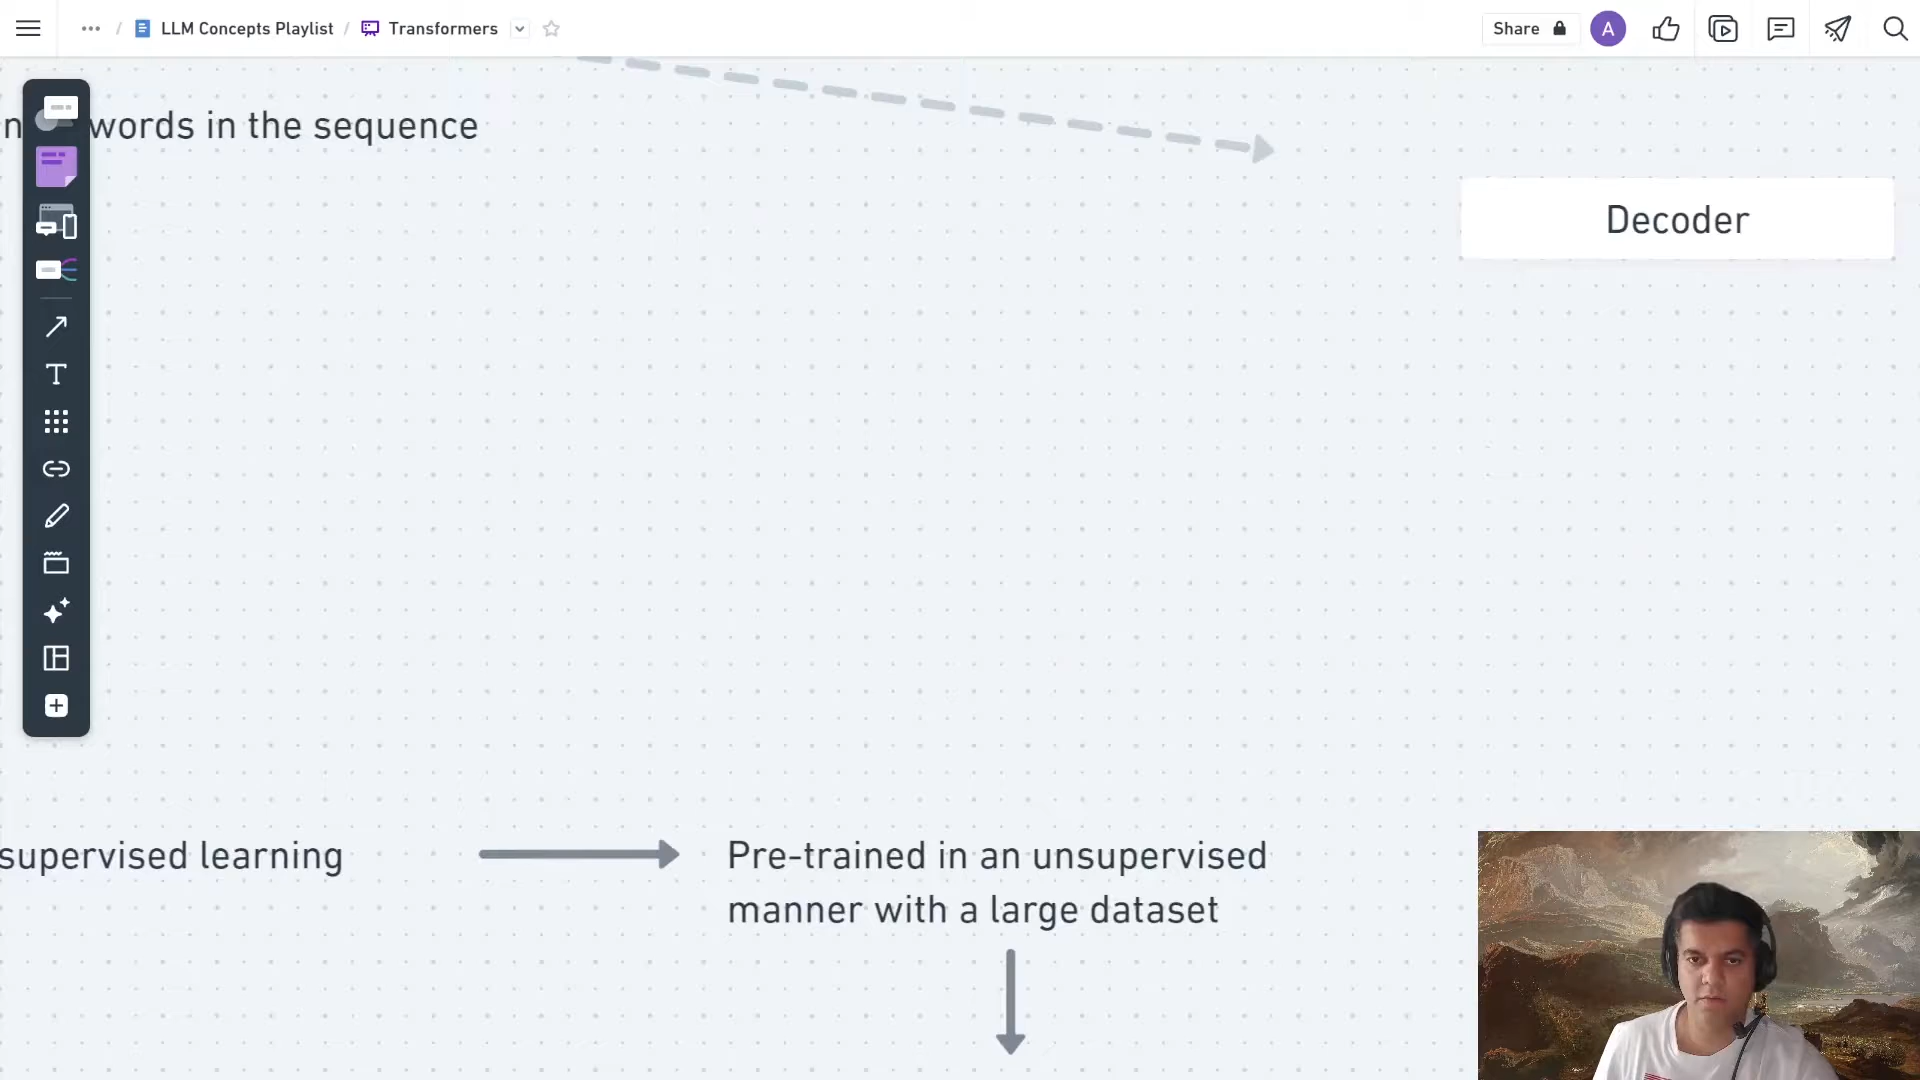 ... / LLM Concepts Playlist / Transformers
Share
A
words in the sequence
Decoder
supervised learning
Pre-trained in an unsupervised
manner with a large dataset
T